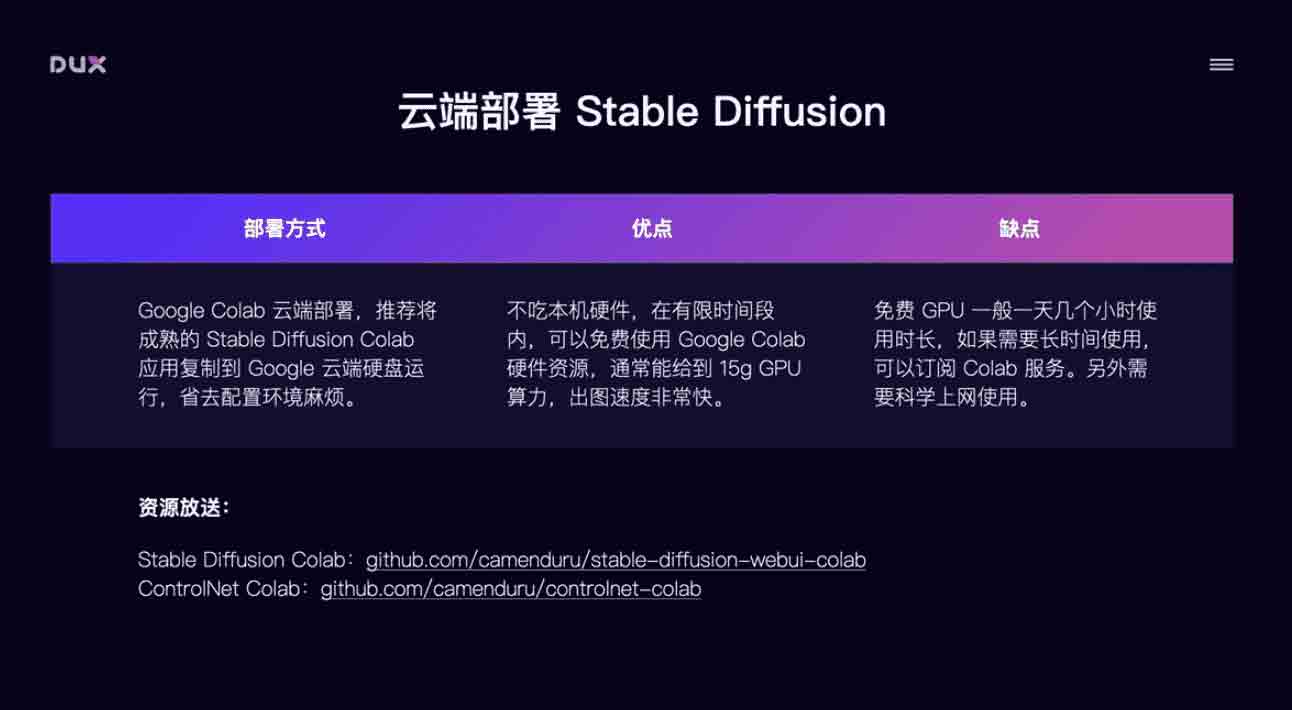 DUX
云端部署 Stable Diffusion
部署方式
优点
缺点
Google Colab 云端部署，推荐将
成熟的 Stable Diffusion Colab
应用复制到 Google 云端硬盘运
行，省去配置环境麻烦。
不吃本机硬件，在有限时间段
内，可以免费使用 Google Colab
硬件资源，通常能给到 15g GPU
算力，出图速度非常快。
免费 GPU 一般一天几个小时使
用时长，如果需要长时间使用，
可以订阅 Colab 服务。另外需
要科学上网使用。
资源放送：
Stable Diffusion Colab：github.com/camenduru/stable-diffusion-webui-colab
ControlNet Colab：github.com/camenduru/controlnet-colab